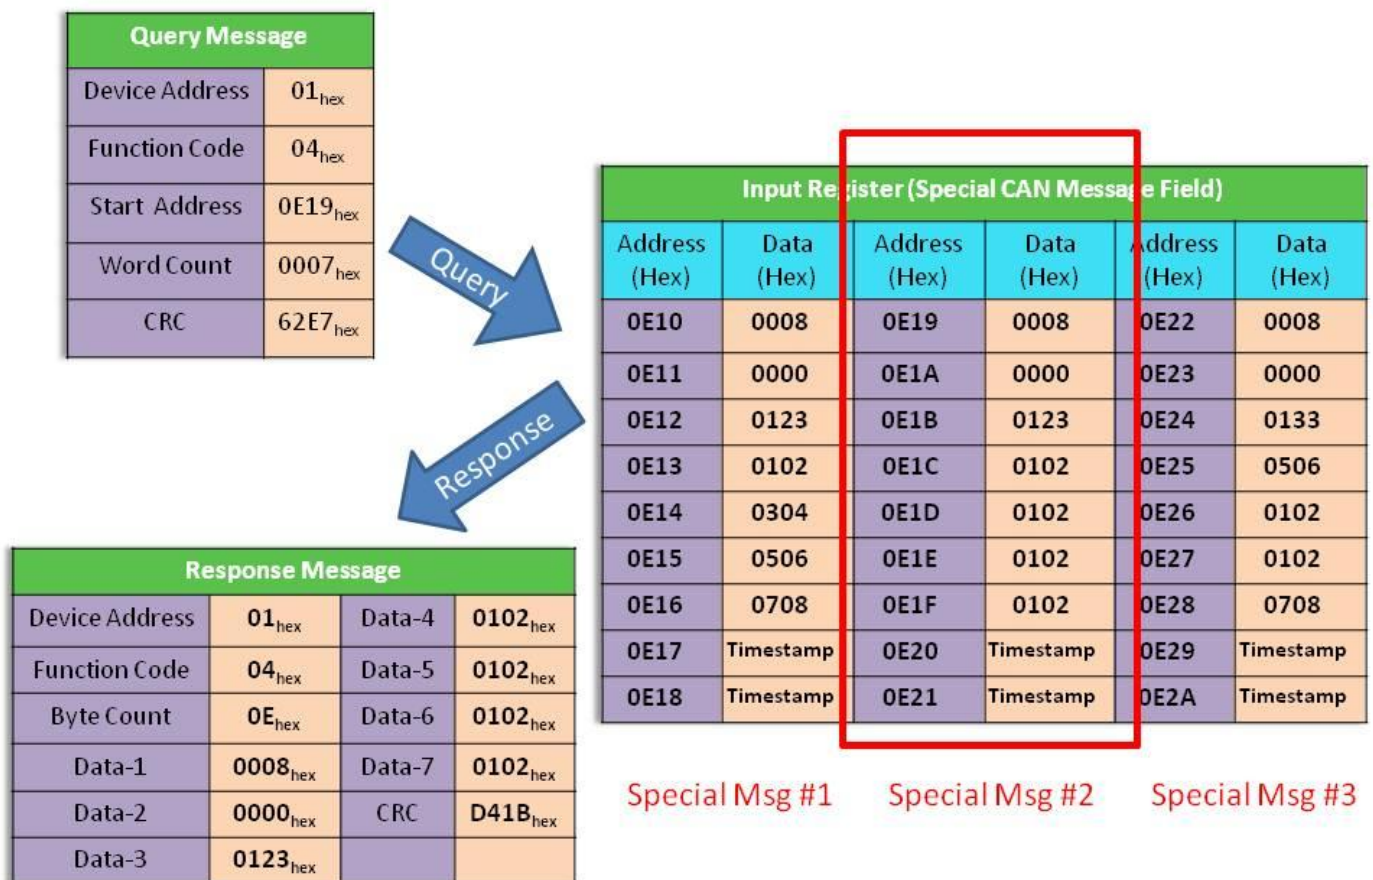 Query Message
Device Address 01hex
Function Code 04hex
Start Address 0E19hex
Word Count 0007hex
CRC 62E7hex
Query
Response
Input Register (Special CAN Message Field)
Address Data Address Data Address Data
(Hex) (Hex) (Hex) (Hex) (Hex) (Hex)
0E10 0008 0E19 0008 0E22 0008
0E11 0000 0E1A 0000 0E23 0000
0E12 0123 0E1B 0123 0E24 0133
0E13 0102 0E1C 0102 0E25 0506
0E14 0304 0E1D 0102 0E26 0102
0E15 0506 0E1E 0102 0E27 0102
0E16 0708 0E1F 0102 0E28 0708
0E17 Timestamp 0E20 Timestamp 0E29 Timestamp
0E18 Timestamp 0E21 Timestamp 0E2A Timestamp
Special Msg #1 Special Msg #2 Special Msg #3
Response Message
Device Address 01hex Data-4 0102hex
Function Code 04hex Data-5 0102hex
Byte Count 0Ehex Data-6 0102hex
Data-1 0008hex Data-7 0102hex
Data-2 0000hex CRC D41Bhex
Data-3 0123hex